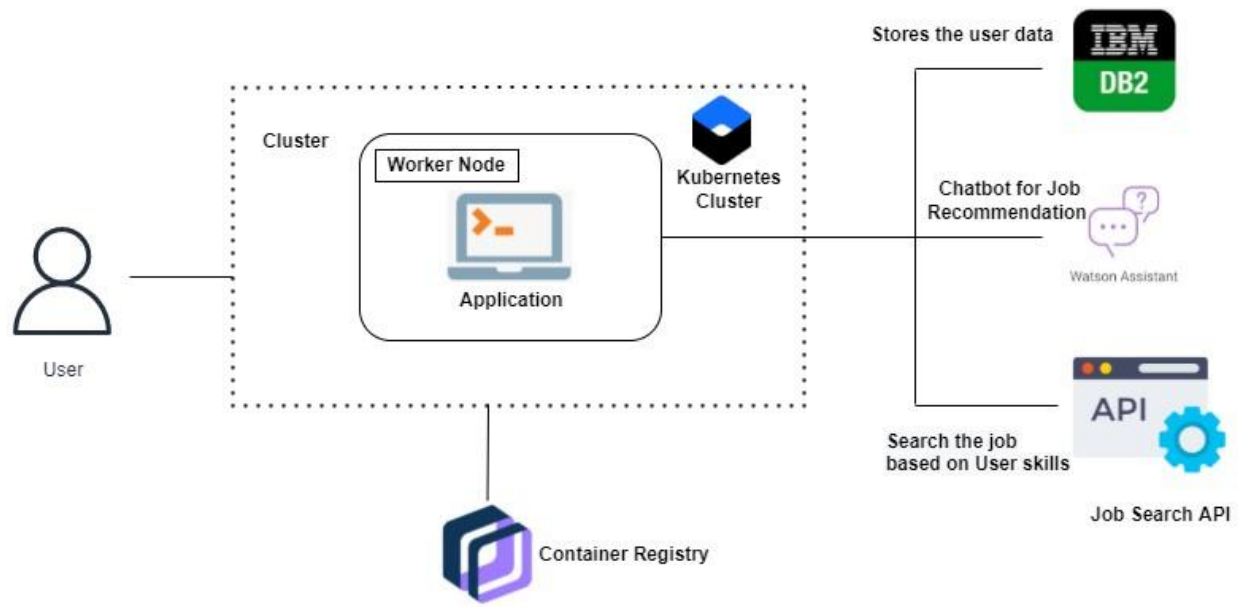 Stores the user data
IBM
DB2
Cluster
Worker Node
Kubernetes
Cluster
Application
Chatbot for Job
Recommendation
?
Watson Assistant
User
API
Search the job
based on User skills
Job Search API
Container Registry